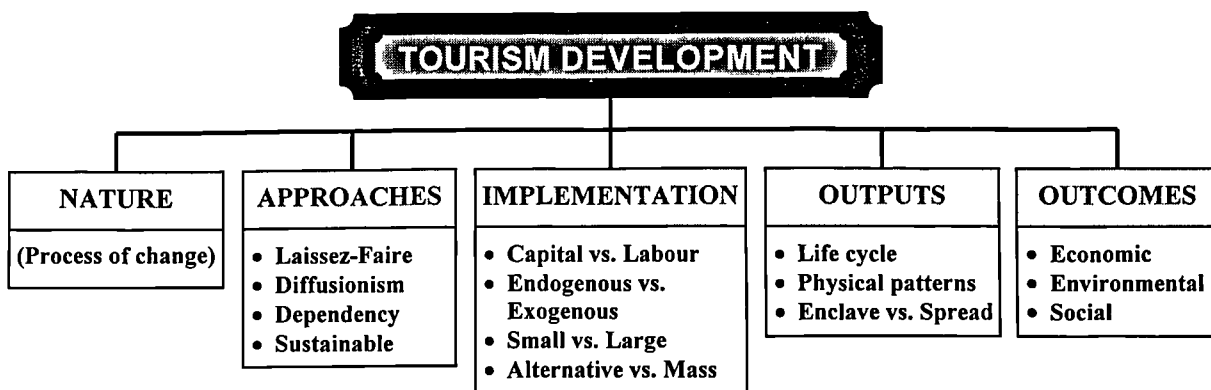 TOURISM DEVELOPMENT
NATURE
(Process of change)
APPROACHES
• Laissez-Faire
• Diffusionism
• Dependency
• Sustainable
IMPLEMENTATION
• Capital vs. Labour
• Endogenous vs.
Exogenous
• Small vs. Large
• Alternative vs. Mass
OUTPUTS
• Life cycle
• Physical patterns
• Enclave vs. Spread
OUTCOMES
• Economic
• Environmental
• Social